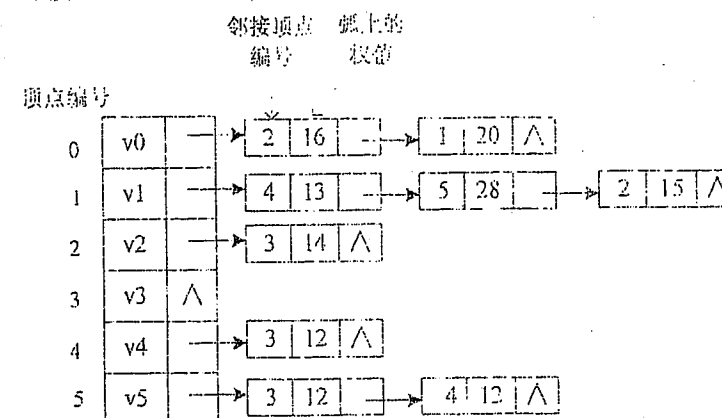 邻接顶点 弧上的
编号 权值
顶点编号
0 v0 2 16 1 20 ∧
1 v1 4 13 5 28 2 15 ∧
2 v2 3 14 ∧
3 v3 ∧
4 v4 3 12 ∧
5 v5 3 12 4 12 ∧